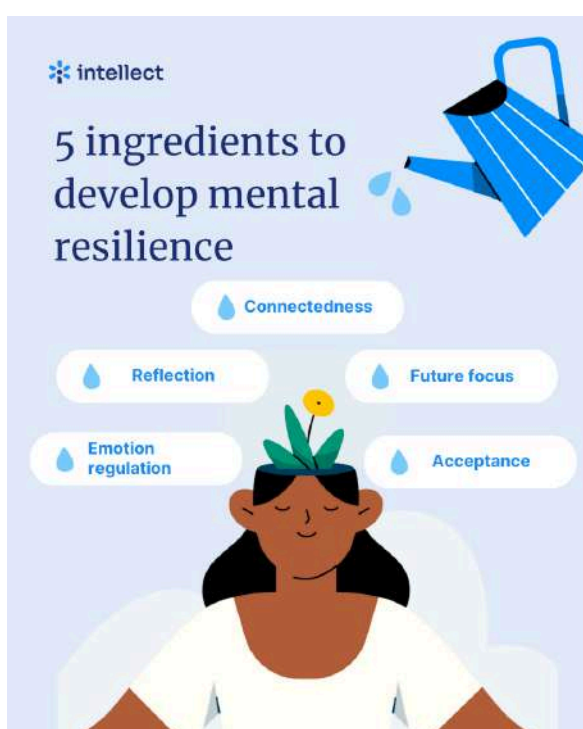 intellect
5 ingredients to
develop mental
resilience
Connectedness
Reflection
Future focus
Emotion
regulation
Acceptance